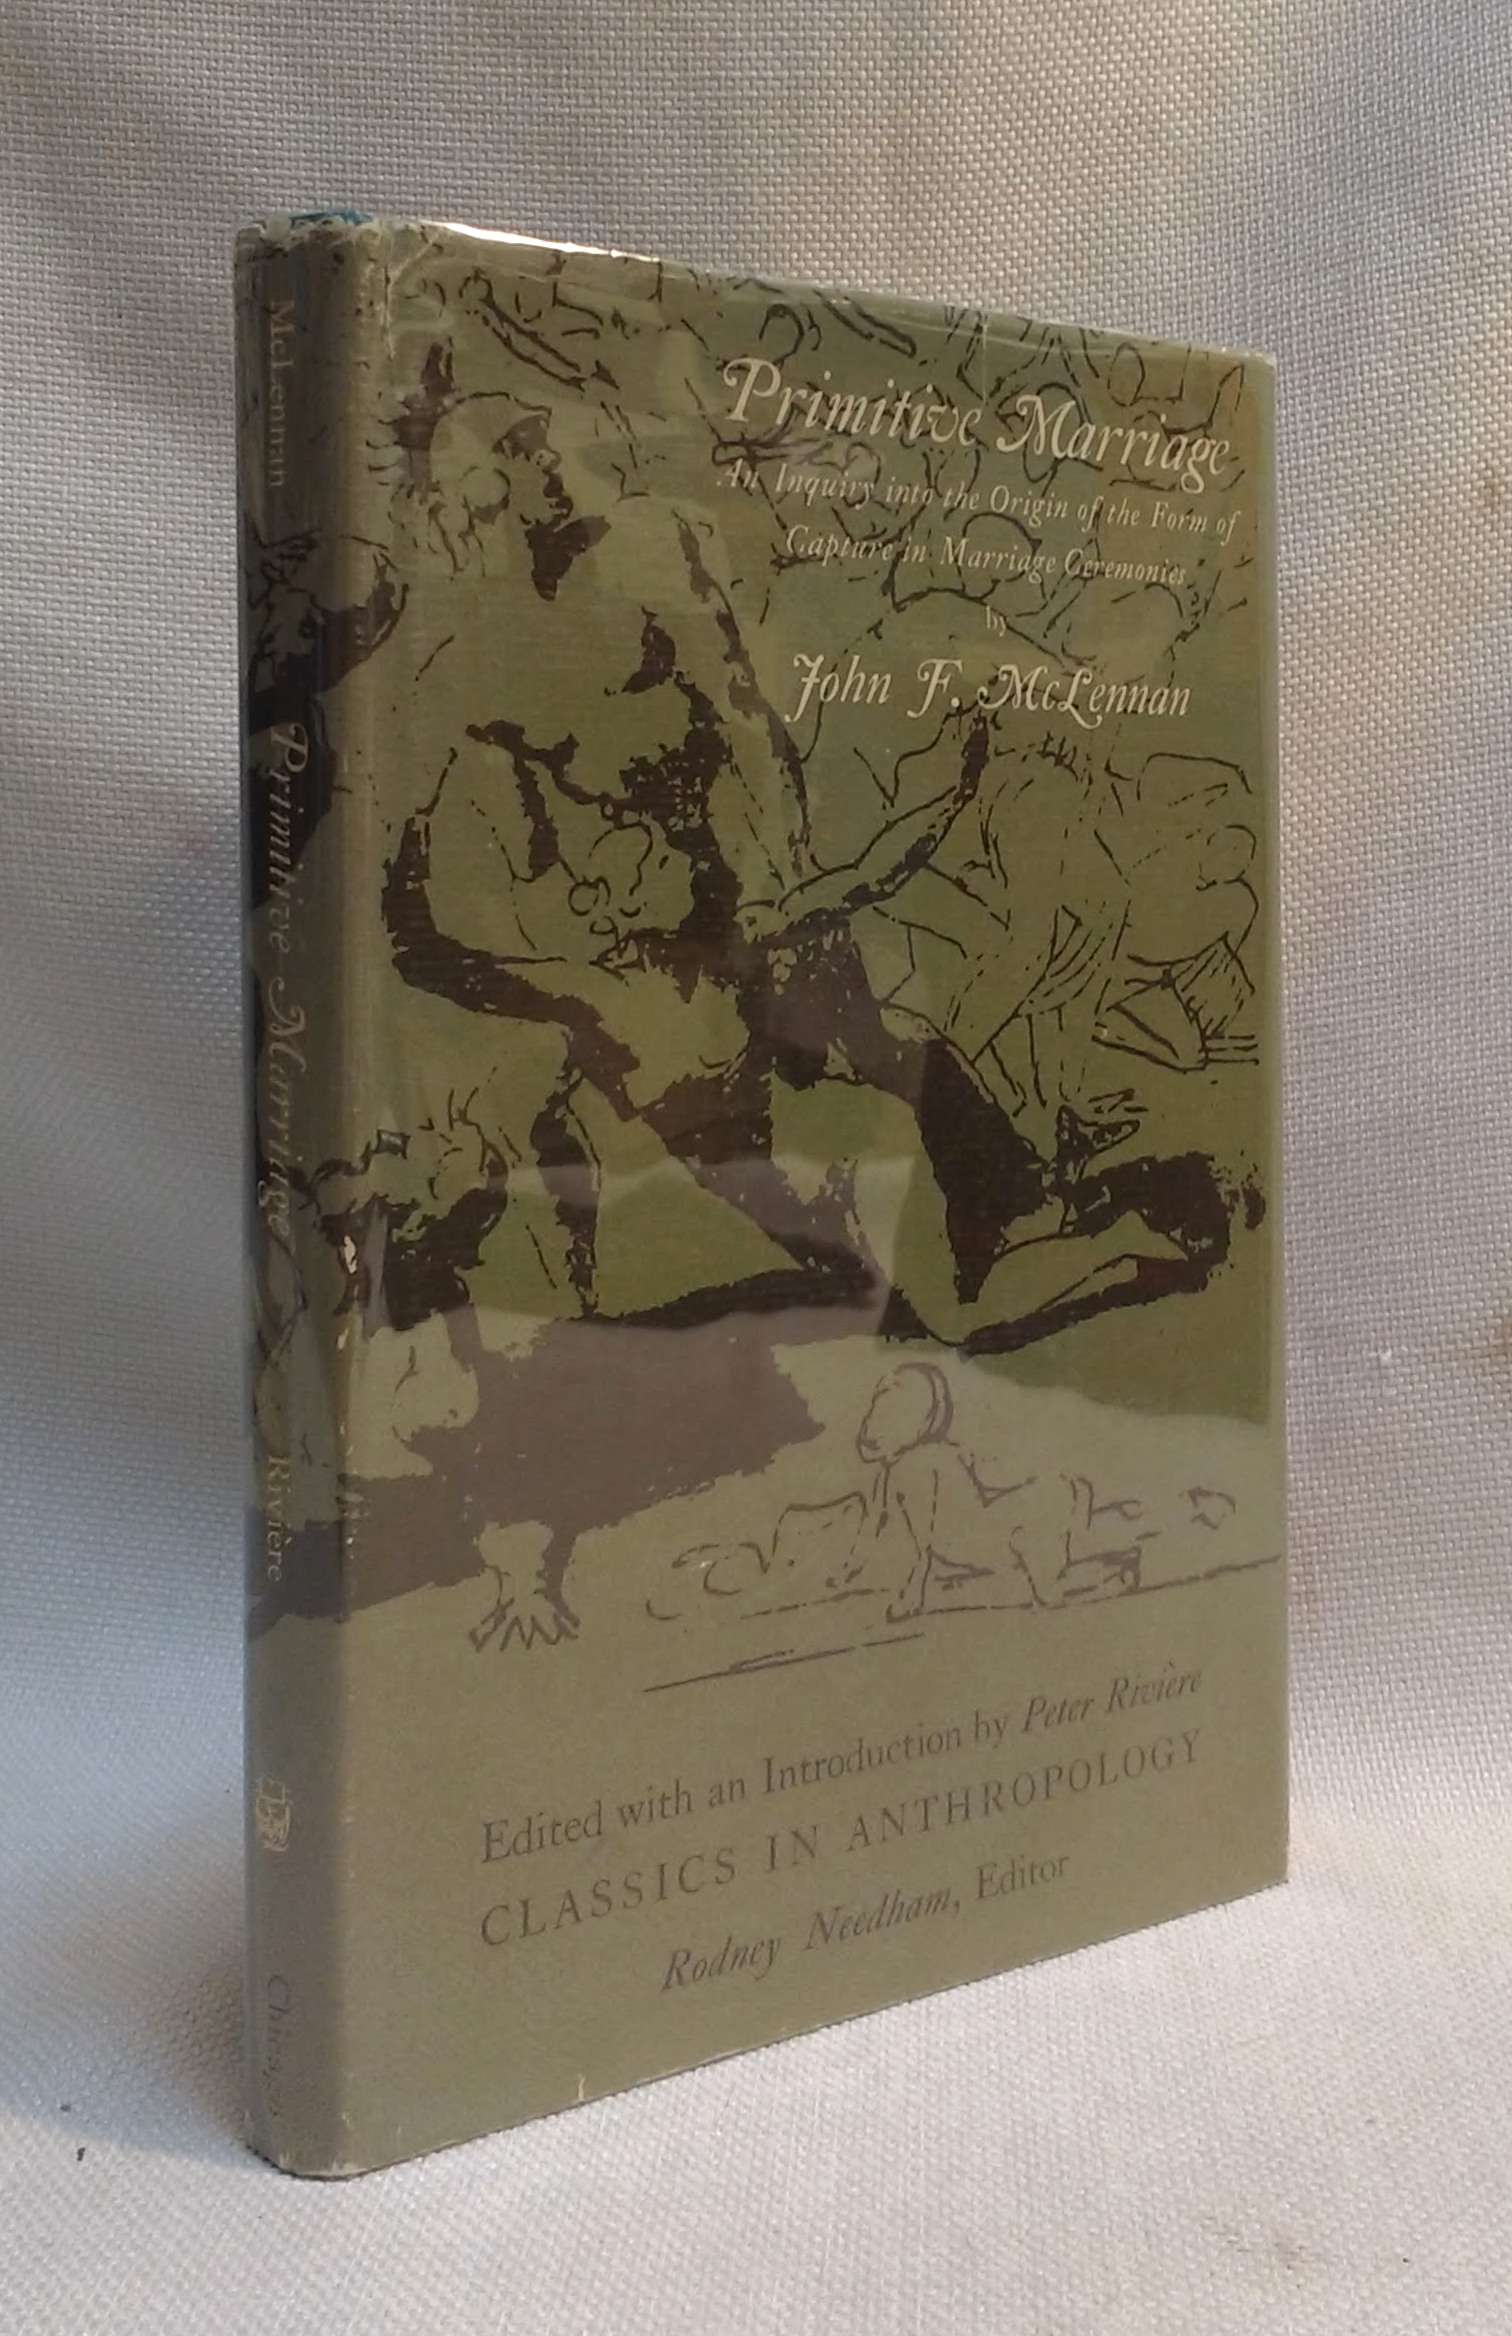 Primitive Marriage
An Inquiry into the Origin of the Form of
Capture in Marriage Ceremonies
by
John F. McLennan
Edited with an Introduction by Peter Rivière
CLASSICS IN ANTHROPOLOGY
Rodney Needham, Editor
McLennan
Primitive Marriage
Rivière
Chicago